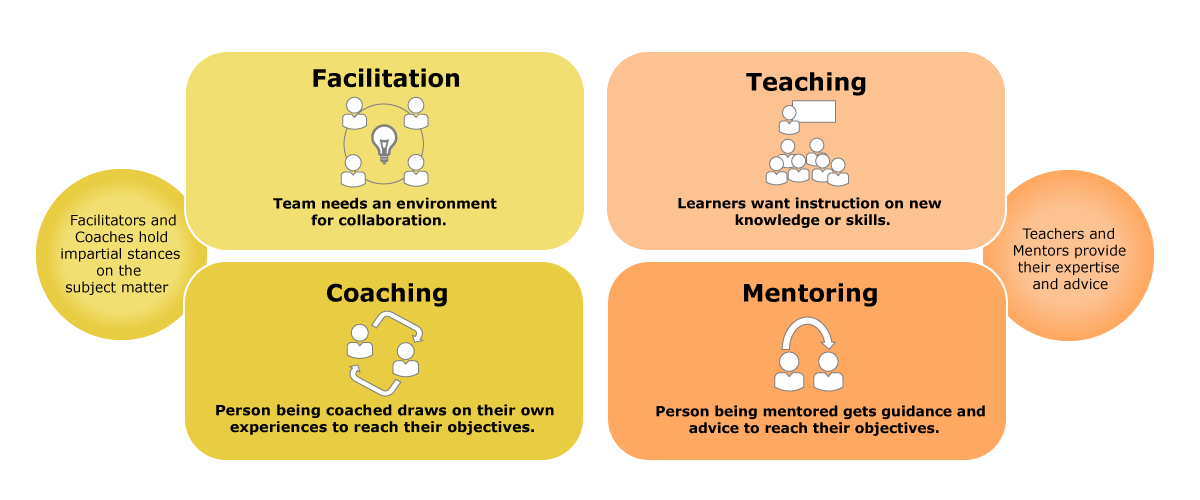 Facilitation
Team needs an environment
for collaboration.
Teaching
Learners want instruction on new
knowledge or skills.
Facilitators and
Coaches hold
impartial stances
on the
subject matter
Teachers and
Mentors provide
their expertise
and advice
Coaching
Person being coached draws on their own
experiences to reach their objectives.
Mentoring
Person being mentored gets guidance and
advice to reach their objectives.